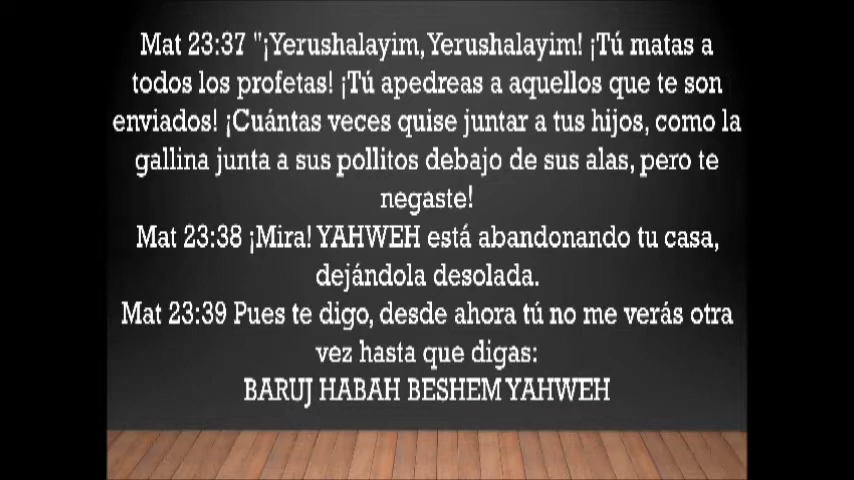 Mat 23:37 "¡Yerushalayim, Yerushalayim! ¡Tú matas a
todos los profetas! ¡Tú apedreas a aquellos que te son
enviados! ¡Cuántas veces quise juntar a tus hijos, como la
gallina junta a sus pollitos debajo de sus alas, pero te
negaste!
Mat 23:38 ¡Mira! YAHWEH está abandonando tu casa,
dejándola desolada.
Mat 23:39 Pues te digo, desde ahora tú no me verás otra
vez hasta que digas:
BARUJ HABAH BESHEM YAHWEH